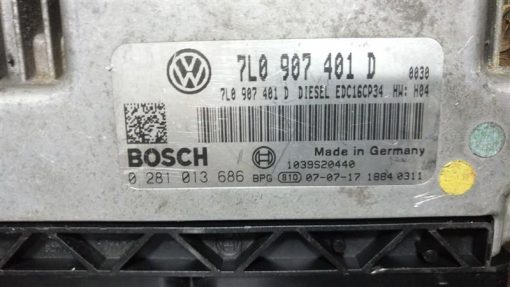 7L0 907 401 D 0030
7L0 907 401 D DIESEL EDC16CP34 HW: H04
BOSCH
Made in Germany
1039S20440
0 281 013 686 BPG 810 07-07-17 1884 0311